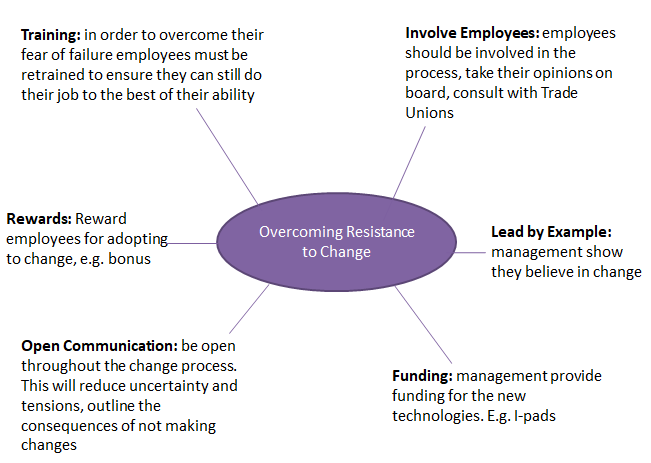 Training: in order to overcome their
fear of failure employees must be
retrained to ensure they can still do
their job to the best of their ability
Involve Employees: employees
should be involved in the
process, take their opinions on
board, consult with Trade
Unions
Rewards: Reward
employees for adopting
to change, e.g. bonus
Overcoming Resistance
to Change
Lead by Example:
management show
they believe in change
Open Communication: be open
throughout the change process.
This will reduce uncertainty and
tensions, outline the
consequences of not making
changes
Funding: management provide
funding for the new
technologies. E.g. I-pads